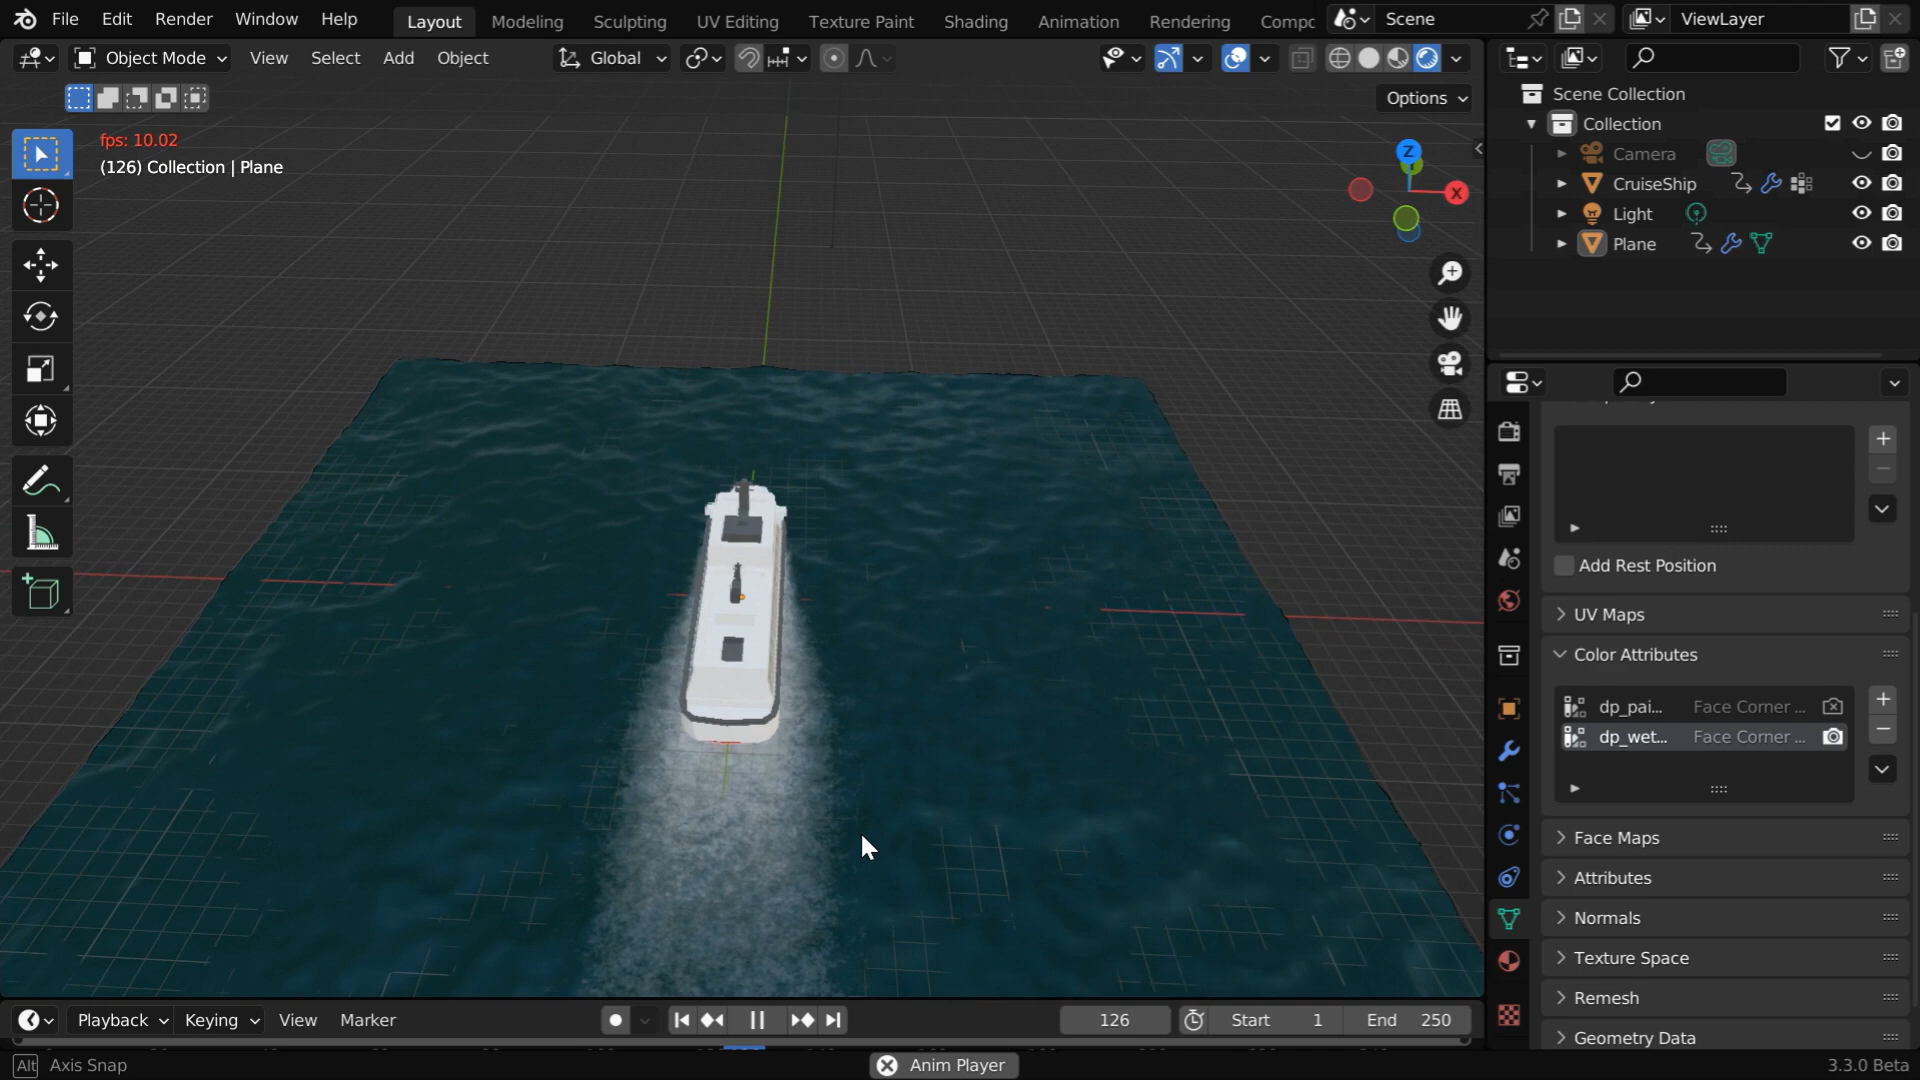 File Edit Render Window Help Layout Modeling Sculpting UV Editing Texture Paint Shading Animation Rendering Compc Scene ViewLayer
Object Mode View Select Add Object Global
Options
fps: 10.02
(126) Collection | Plane
Z
X
Scene Collection
Collection
Camera
CruiseShip
Light
Plane
Add Rest Position
UV Maps
Color Attributes
dp_pai... Face Corner ...
dp_wet... Face Corner ...
Face Maps
Attributes
Normals
Texture Space
Remesh
Geometry Data
Playback Keying View Marker 126 Start 1 End 250
Alt Axis Snap Anim Player 3.3.0 Beta